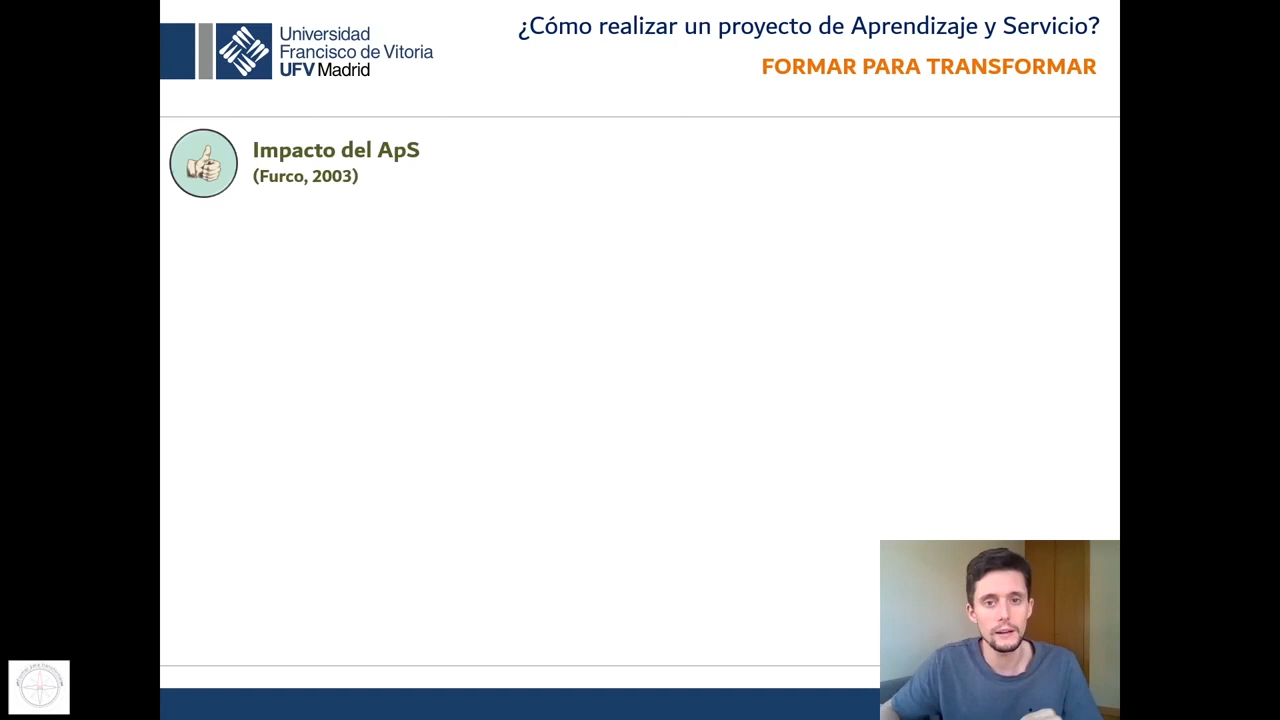 Universidad
Francisco de Vitoria
UFV Madrid
¿Cómo realizar un proyecto de Aprendizaje y Servicio?
FORMAR PARA TRANSFORMAR
Impacto del ApS
(Furco, 2003)